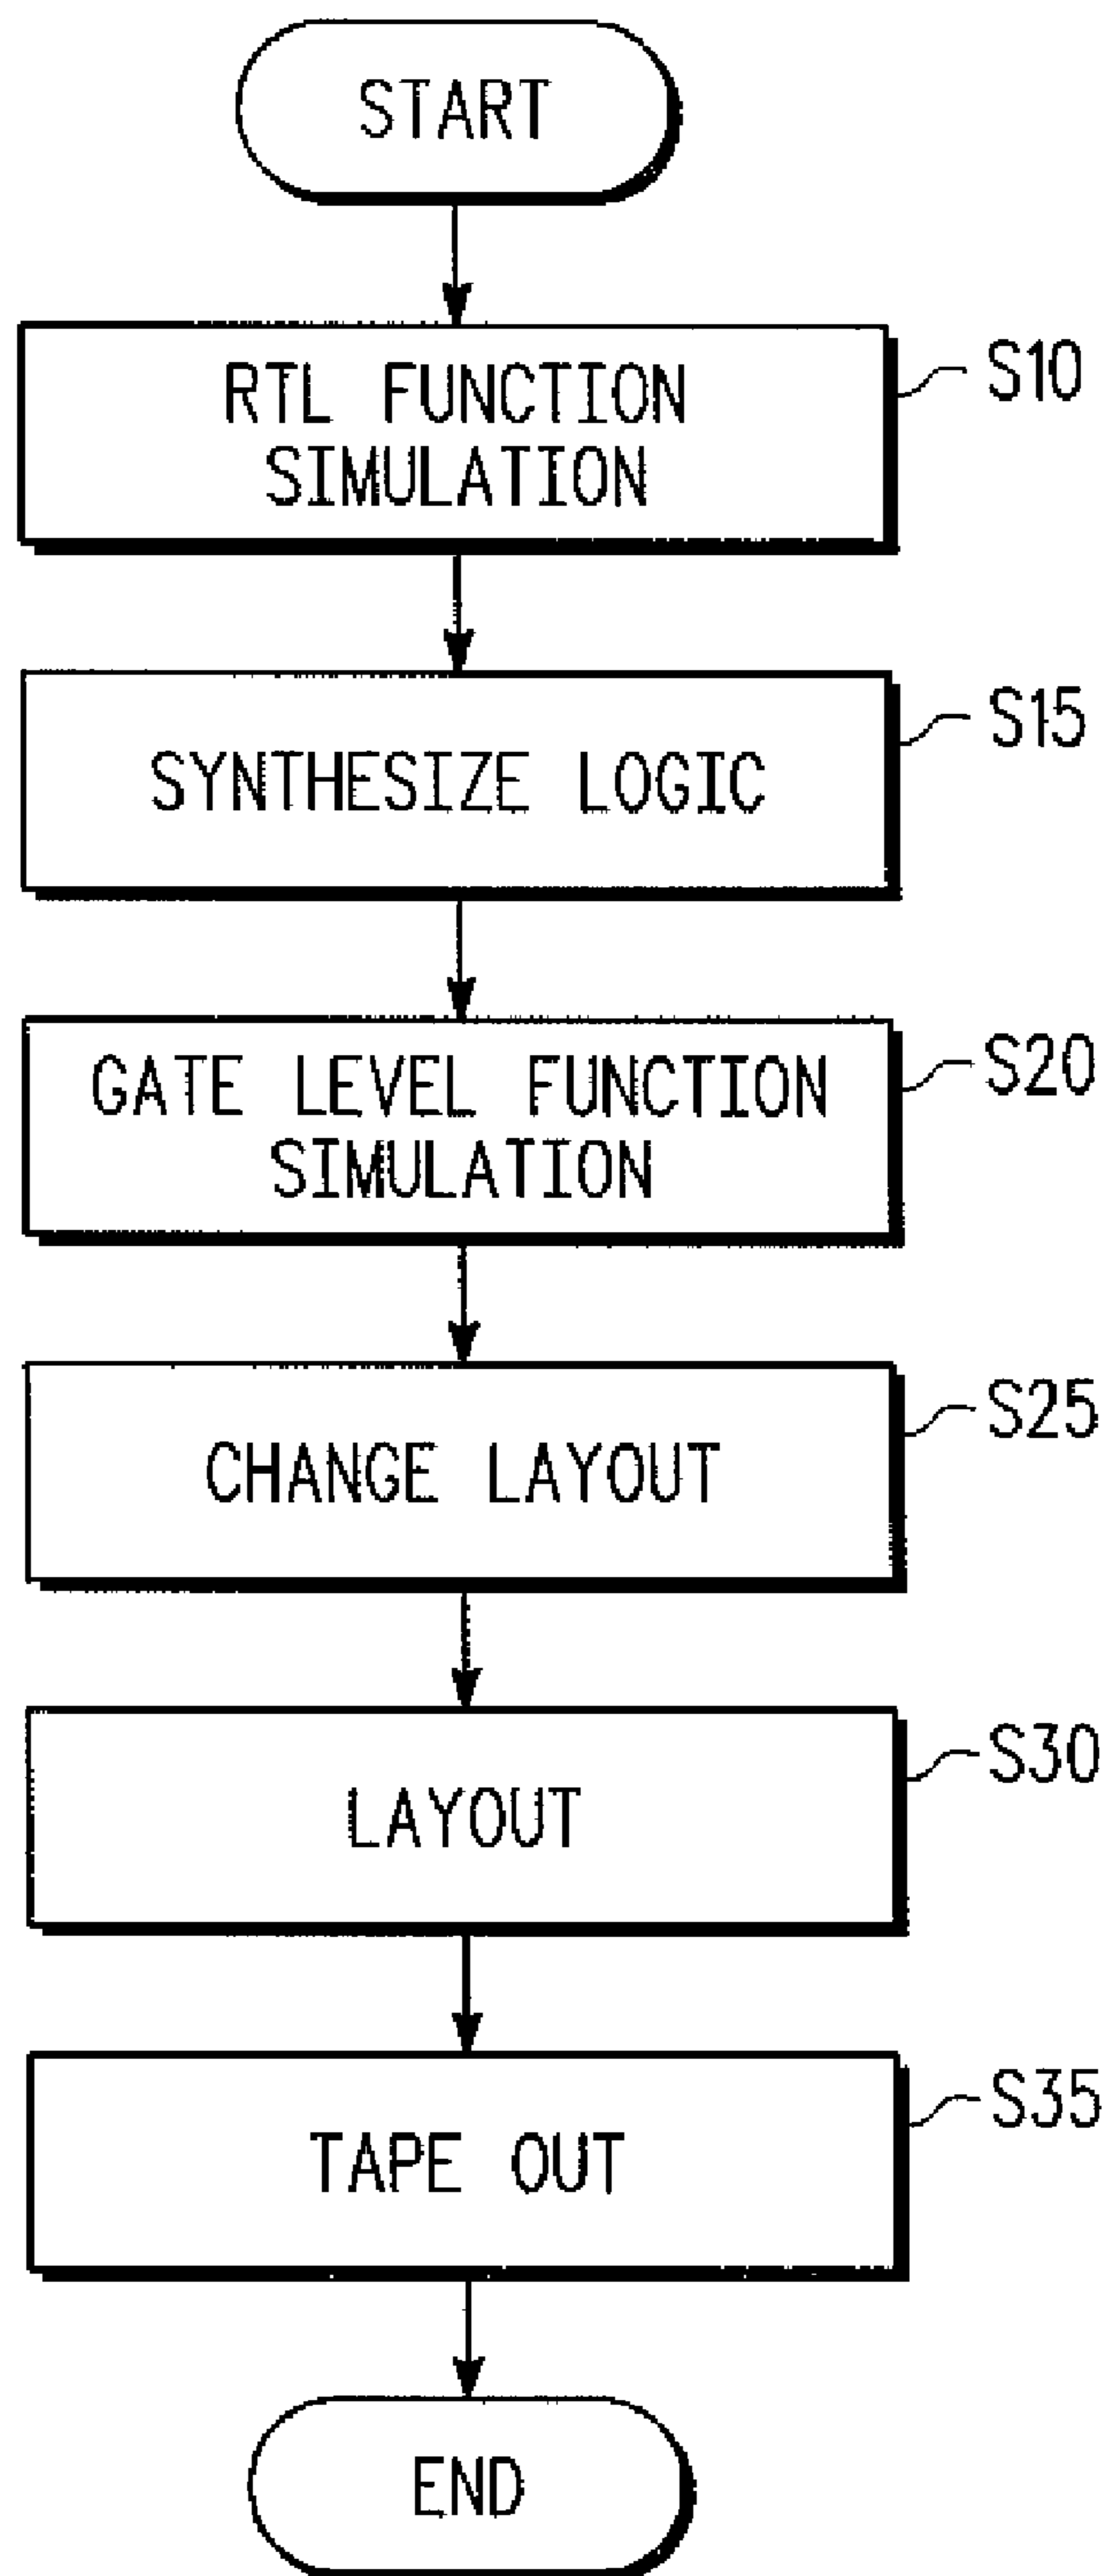 START
RTL FUNCTION
SIMULATION
S10
SYNTHESIZE LOGIC
S15
GATE LEVEL FUNCTION
SIMULATION
S20
CHANGE LAYOUT
S25
LAYOUT
S30
TAPE OUT
S35
END